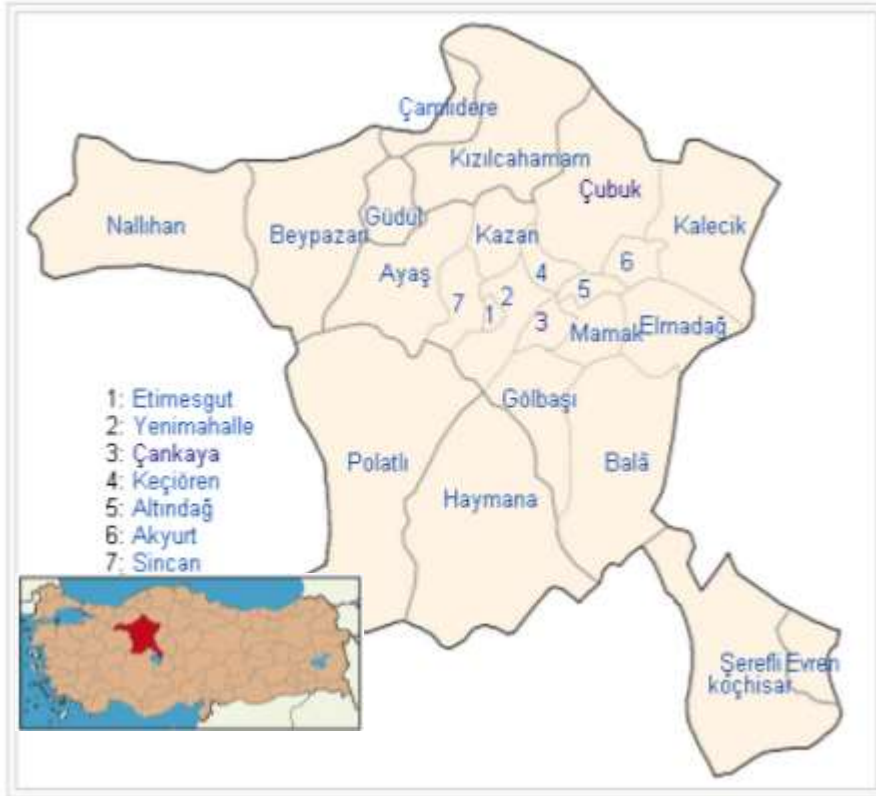 Çamlıdere
Kızılcahamam
Çubuk
Nallıhan
Beypazarı
Güdül
Kazan
Kalecik
Ayaş
6
4
5
7
2
1
3
Mamak
Elmadağ
Gölbaşı
Polatlı
Balâ
Haymana
1: Etimesgut
2: Yenimahalle
3: Çankaya
4: Keçiören
5: Altındağ
6: Akyurt
7: Sincan
Şerefli
koçhisar
Evren